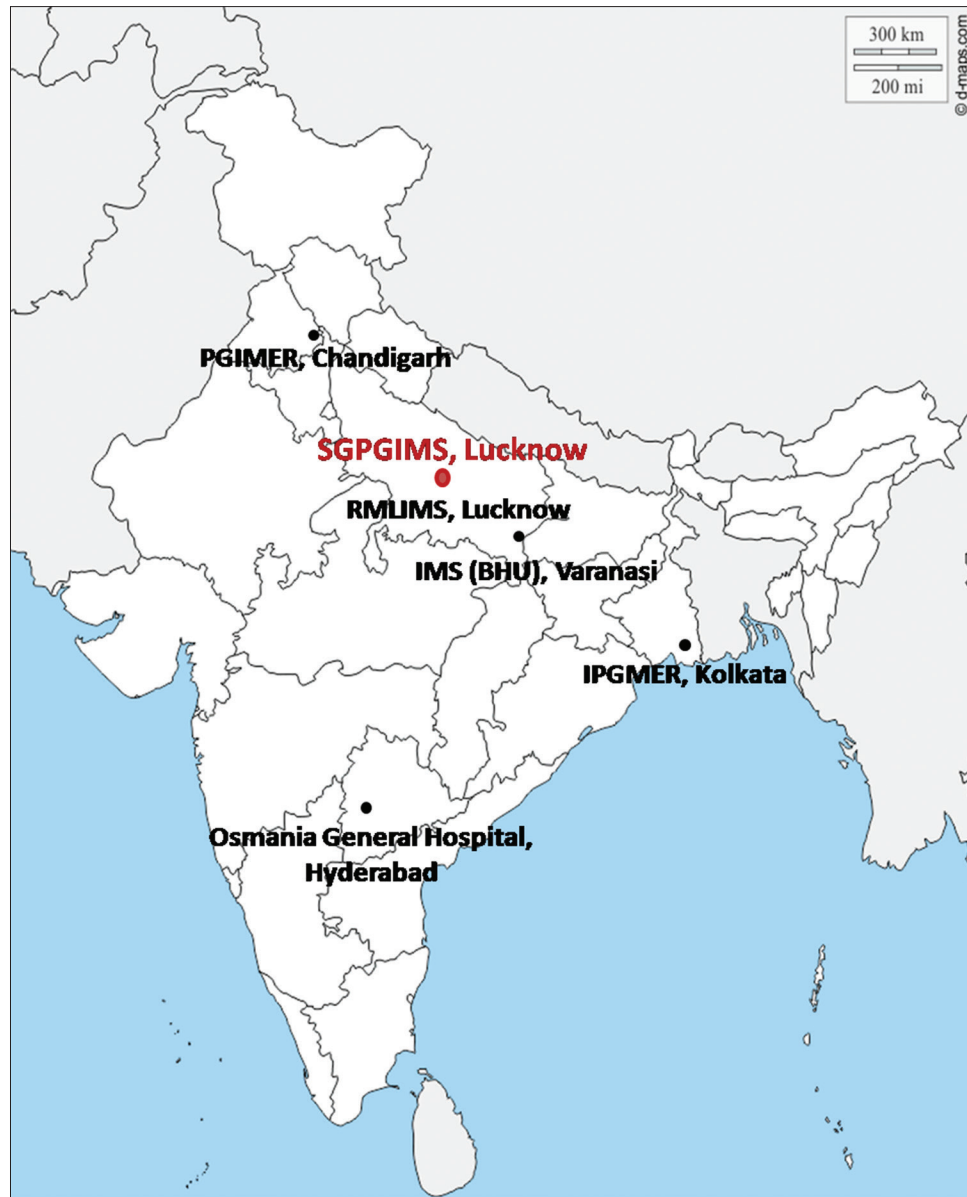 300 km
200 mi
© d-maps.com
PGIMER, Chandigarh
SGPGIMS, Lucknow
RMLIMS, Lucknow
IMS (BHU), Varanasi
IPGMER, Kolkata
Osmania General Hospital,
Hyderabad